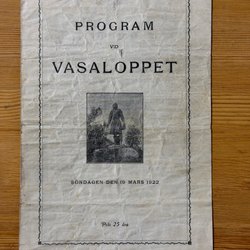 PROGRAM
VID
VASALOPPET
SÖNDAGEN DEN 19 MARS 1922
Pris 25 öre